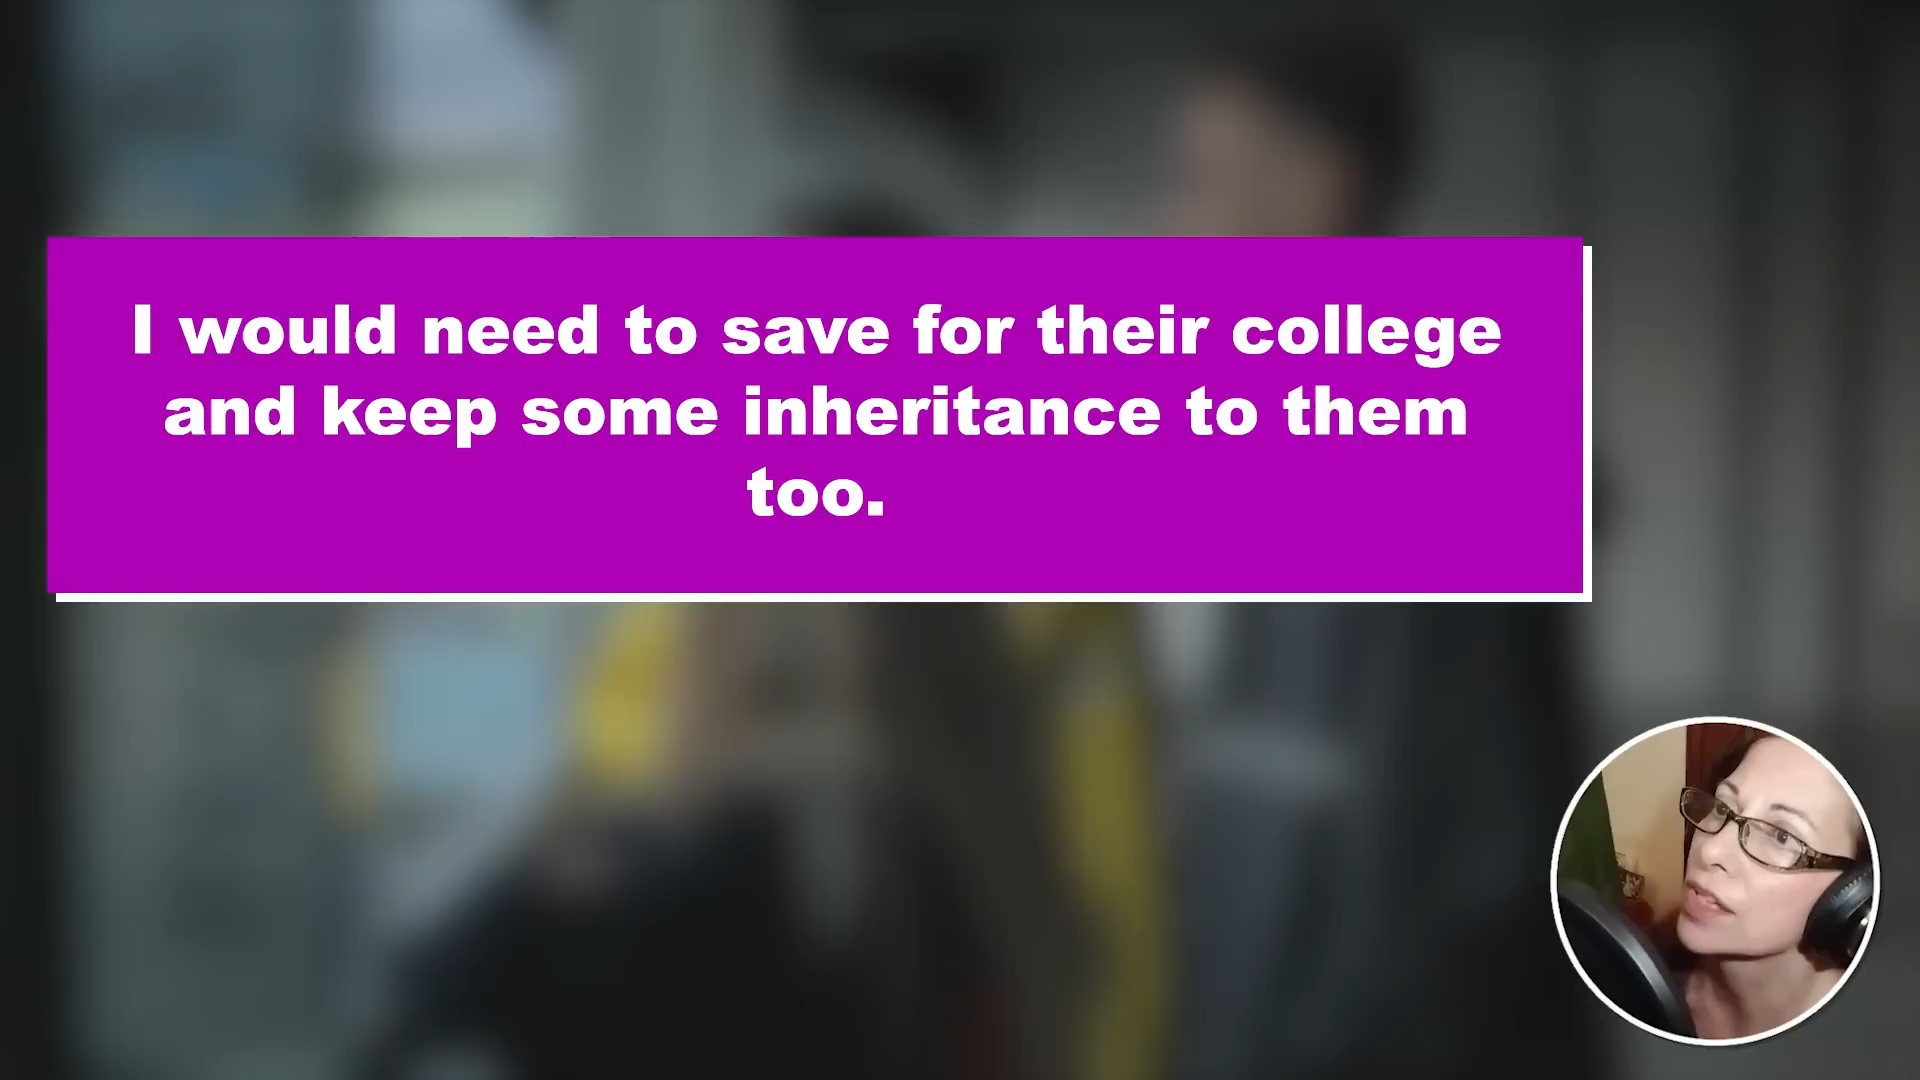 I would need to save for their college
and keep some inheritance to them
too.